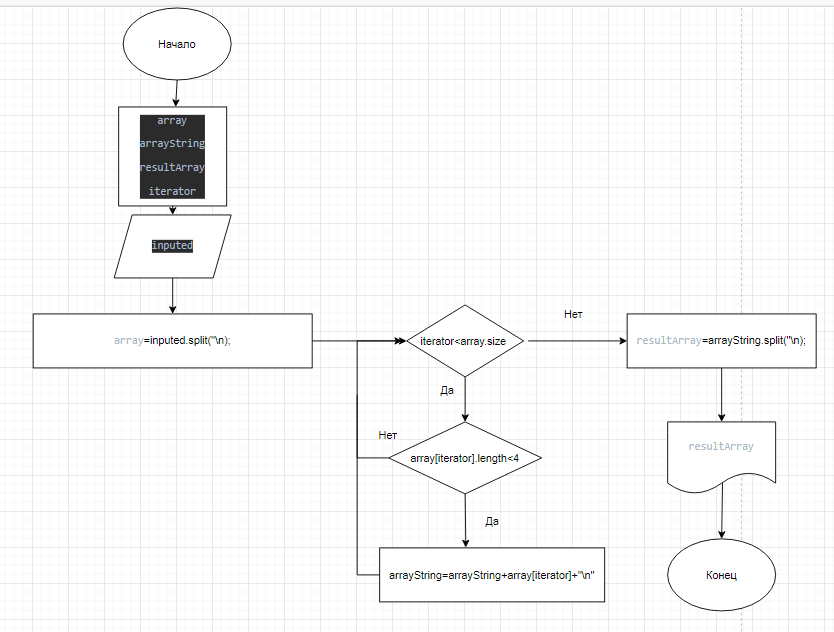 Начало
array
arrayString
resultArray
iterator
inputed
array=inputed.split("\n);
iterator<array.size
Нет
resultArray=arrayString.split("\n);
Да
Нет
array[iterator].length<4
resultArray
Да
arrayString=arrayString+array[iterator]+"\n"
Конец